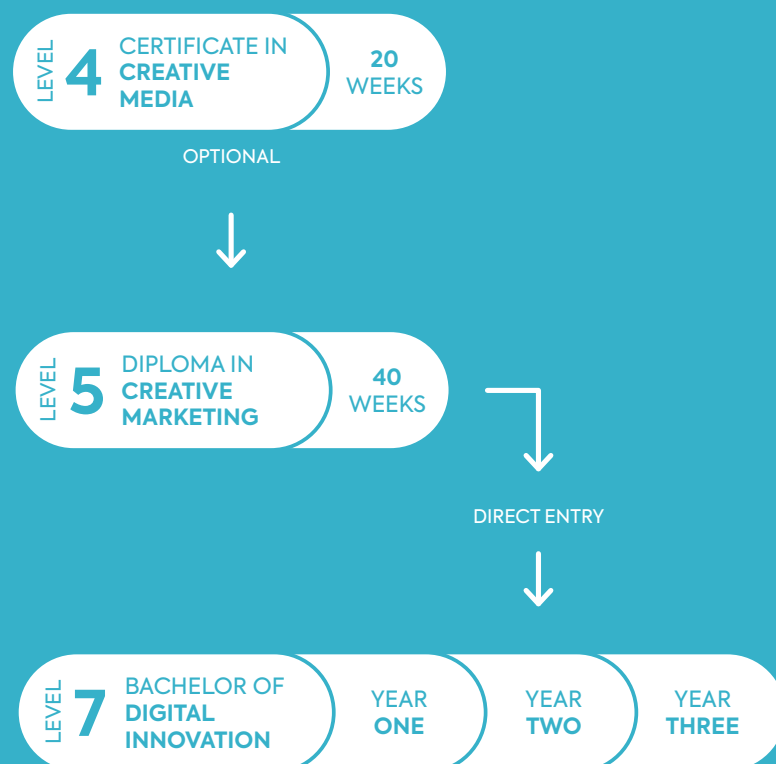 LEVEL
4
CERTIFICATE IN
CREATIVE
MEDIA
20
WEEKS
OPTIONAL
LEVEL
5
DIPLOMA IN
CREATIVE
MARKETING
40
WEEKS
DIRECT ENTRY
LEVEL
7
BACHELOR OF
DIGITAL
INNOVATION
YEAR
ONE
YEAR
TWO
YEAR
THREE